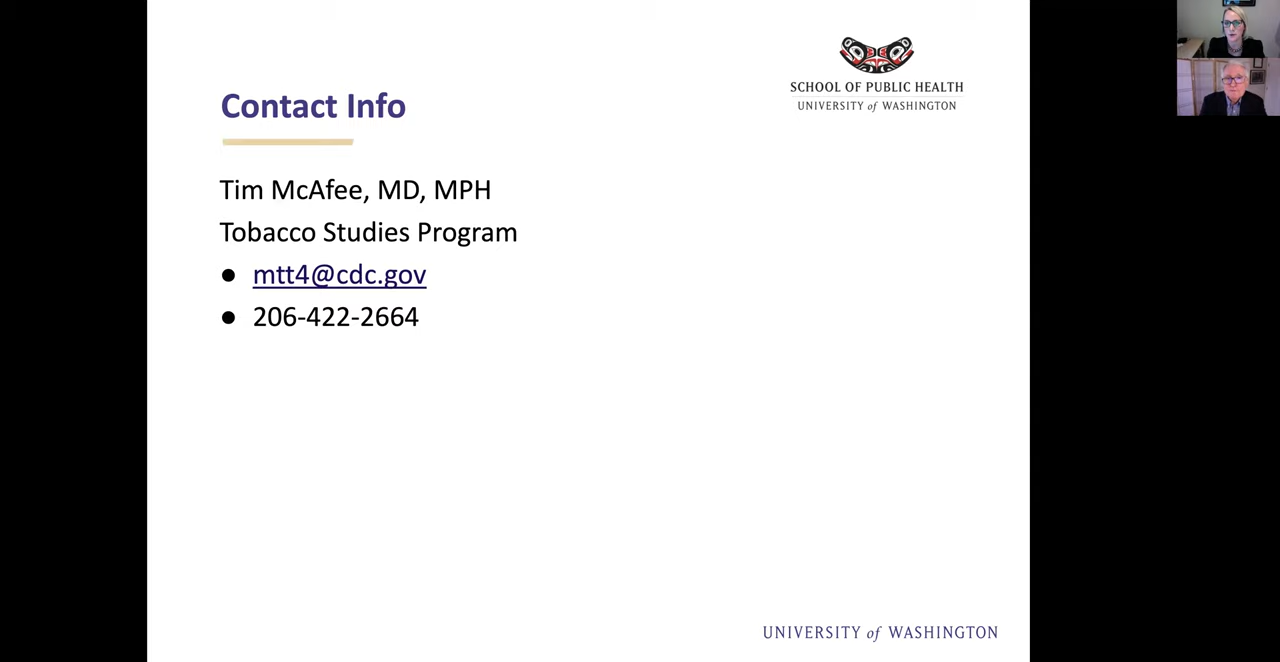 SCHOOL OF PUBLIC HEALTH
UNIVERSITY of WASHINGTON
Contact Info
Tim McAfee, MD, MPH
Tobacco Studies Program
● mtt4@cdc.gov
● 206-422-2664
UNIVERSITY of WASHINGTON